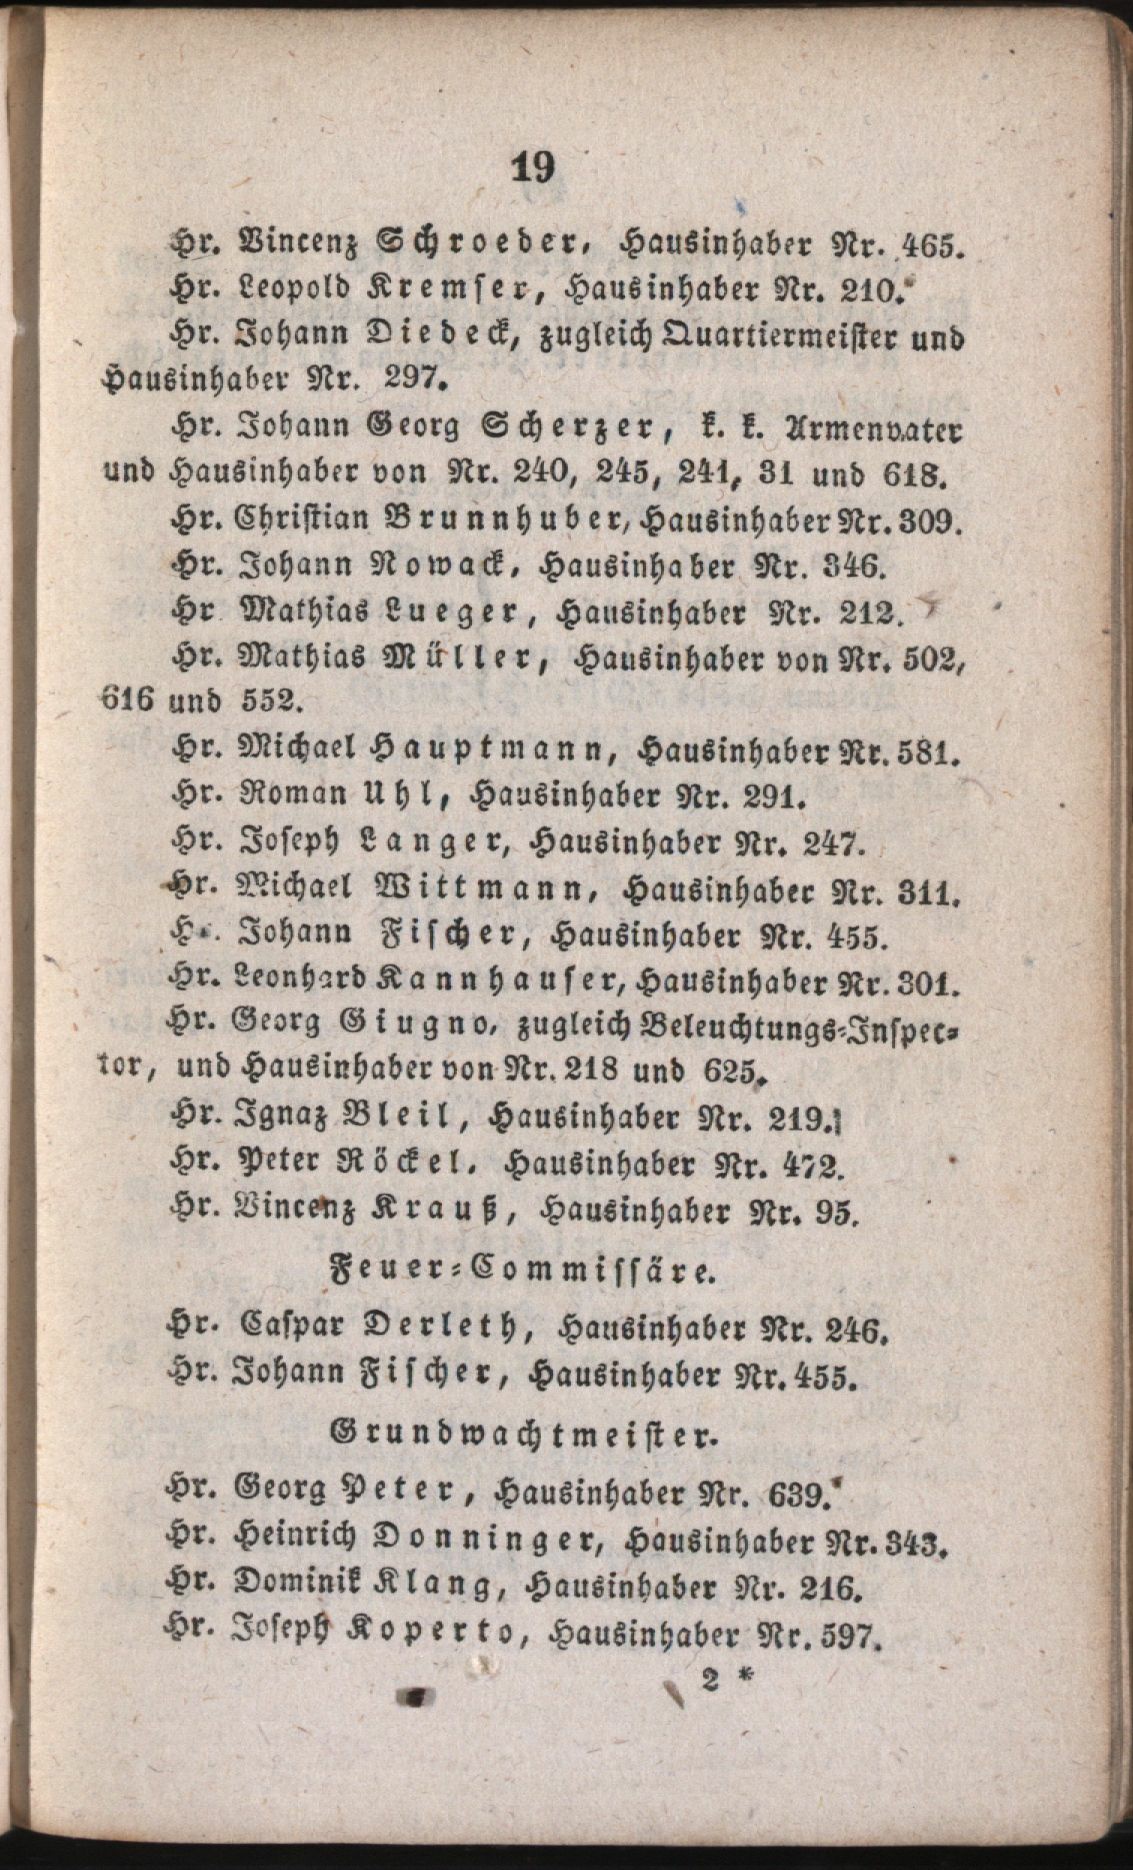 19
Hr. Vincenz Schroeder, Hausinhaber Nr. 465.
Hr. Leopold Kremser, Hausinhaber Nr. 210.
Hr. Johann Diedeck, zugleich Quartiermeister und
Hausinhaber Nr. 297.
Hr. Johann Georg Scherzer, k. k. Armenvater
und Hausinhaber von Nr. 240, 245, 241, 31 und 618.
Hr. Christian Brunnhuber, Hausinhaber Nr. 309.
Hr. Johann Nowack, Hausinhaber Nr. 346.
Hr Mathias Lueger, Hausinhaber Nr. 212.
Hr. Mathias Müller, Hausinhaber von Nr. 502,
616 und 552.
Hr. Michael Hauptmann, Hausinhaber Nr. 581.
Hr. Roman Uhl, Hausinhaber Nr. 291.
Hr. Joseph Langer, Hausinhaber Nr. 247.
Hr. Michael Wittmann, Hausinhaber Nr. 311.
Hr. Johann Fischer, Hausinhaber Nr. 455.
Hr. Leonhard Kannhauser, Hausinhaber Nr. 301.
Hr. Georg Giugno, zugleich Beleuchtungs-Inspec-
tor, und Hausinhaber von Nr. 218 und 625.
Hr. Ignaz Bleil, Hausinhaber Nr. 219.
Hr. Peter Röckel. Hausinhaber Nr. 472.
Hr. Vincenz Krauß, Hausinhaber Nr. 95.
Feuer-Commissäre.
Hr. Caspar Derleth, Hausinhaber Nr. 246.
Hr. Johann Fischer, Hausinhaber Nr. 455.
Grundwachtmeister.
Hr. Georg Peter, Hausinhaber Nr. 639.
Hr. Heinrich Donninger, Hausinhaber Nr. 343.
Hr. Dominik Klang, Hausinhaber Nr. 216.
Hr. Joseph Koperto, Hausinhaber Nr. 597.
2 *